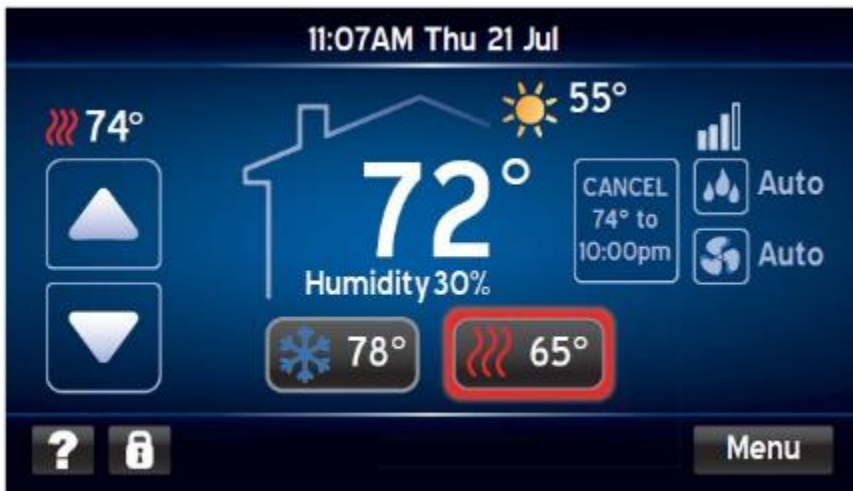 11:07AM Thu 21 Jul
74°
55°
72°
Humidity 30%
CANCEL
74° to
10:00pm
Auto
Auto
78°
65°
?
Menu